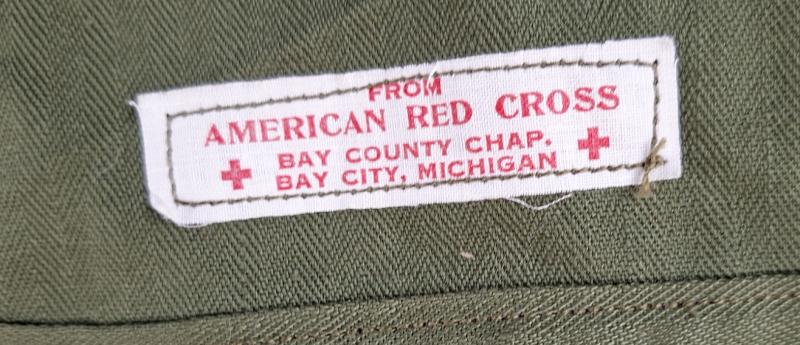 FROM
AMERICAN RED CROSS
BAY COUNTY CHAP.
BAY CITY, MICHIGAN